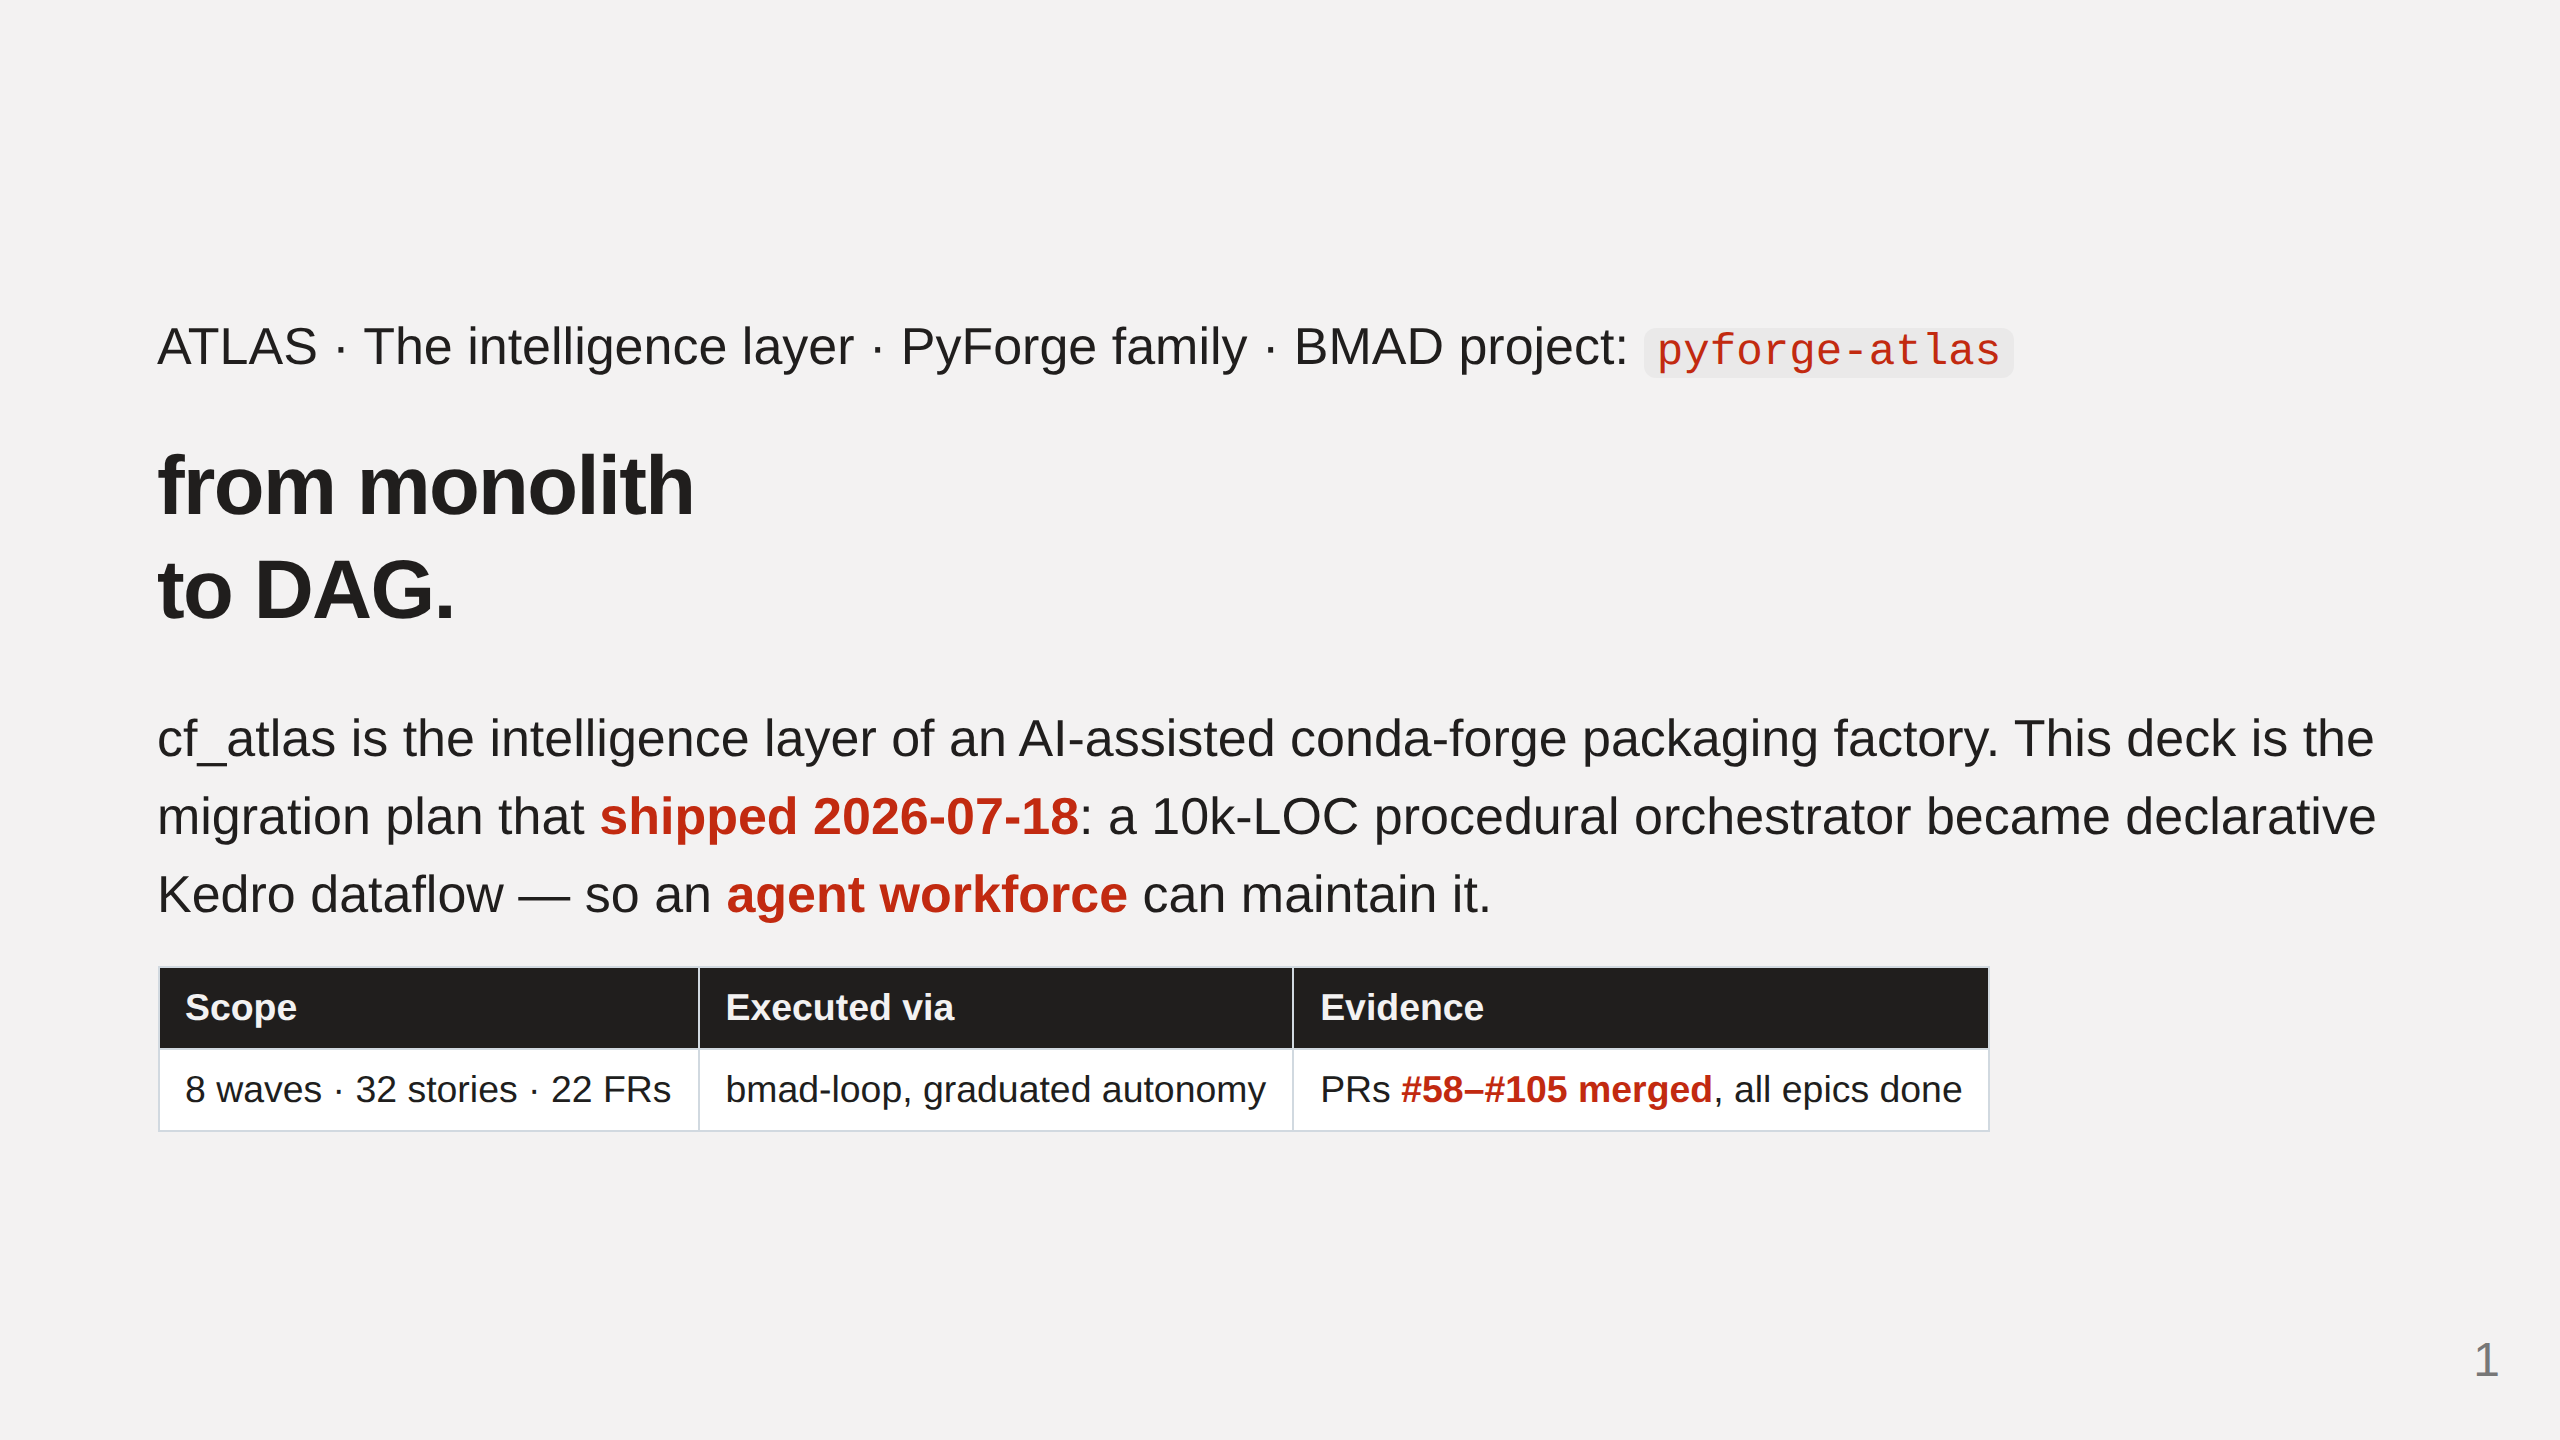 ATLAS · The intelligence layer · PyForge family · BMAD project: pyforge-atlas
from monolith
to DAG.
cf_atlas is the intelligence layer of an AI-assisted conda-forge packaging factory. This deck is the
migration plan that shipped 2026-07-18: a 10k-LOC procedural orchestrator became declarative
Kedro dataflow — so an agent workforce can maintain it.
Scope Executed via Evidence
8 waves · 32 stories · 22 FRs bmad-loop, graduated autonomy PRs #58–#105 merged, all epics done
1